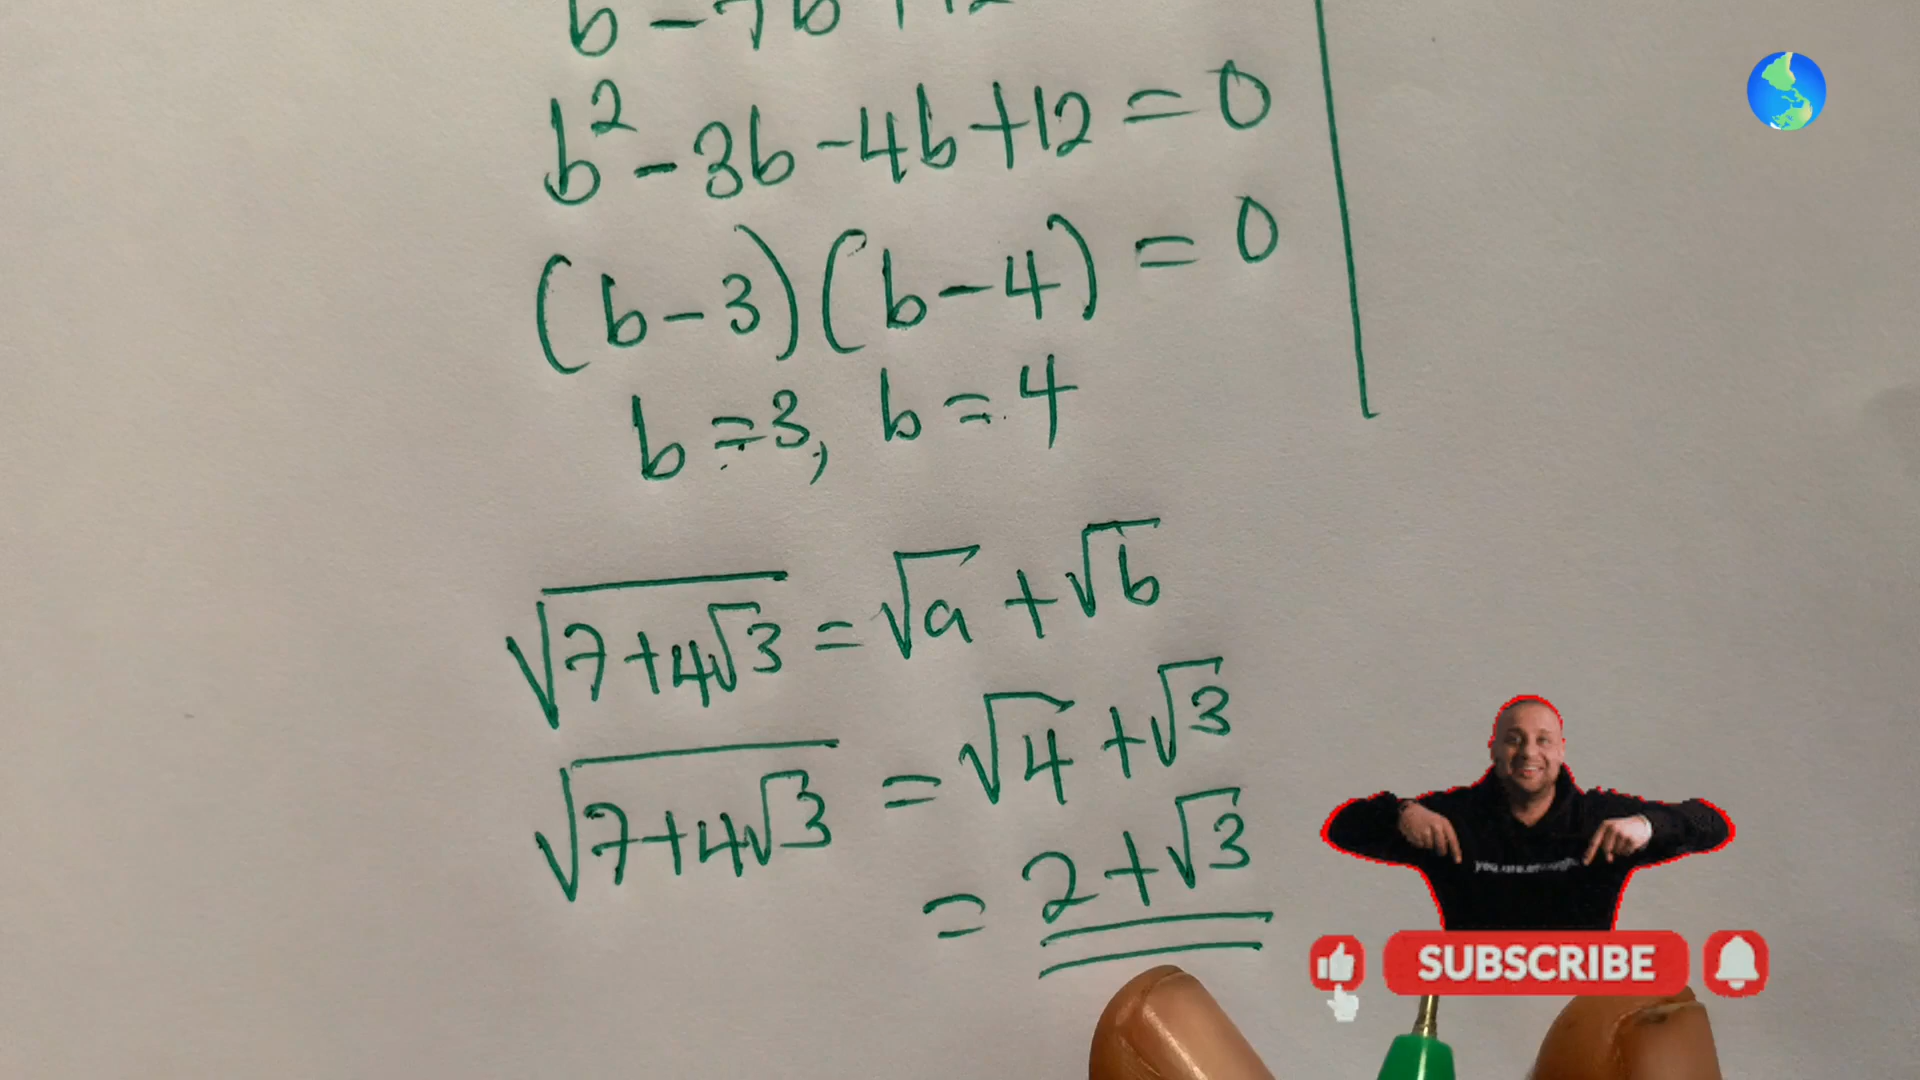 b² - 3b - 4b + 12 = 0
(b - 3)(b - 4) = 0
b = 3, b = 4
√(7 + 4√3) = √a + √b
√(7 + 4√3) = √4 + √3
= 2 + √3
SUBSCRIBE